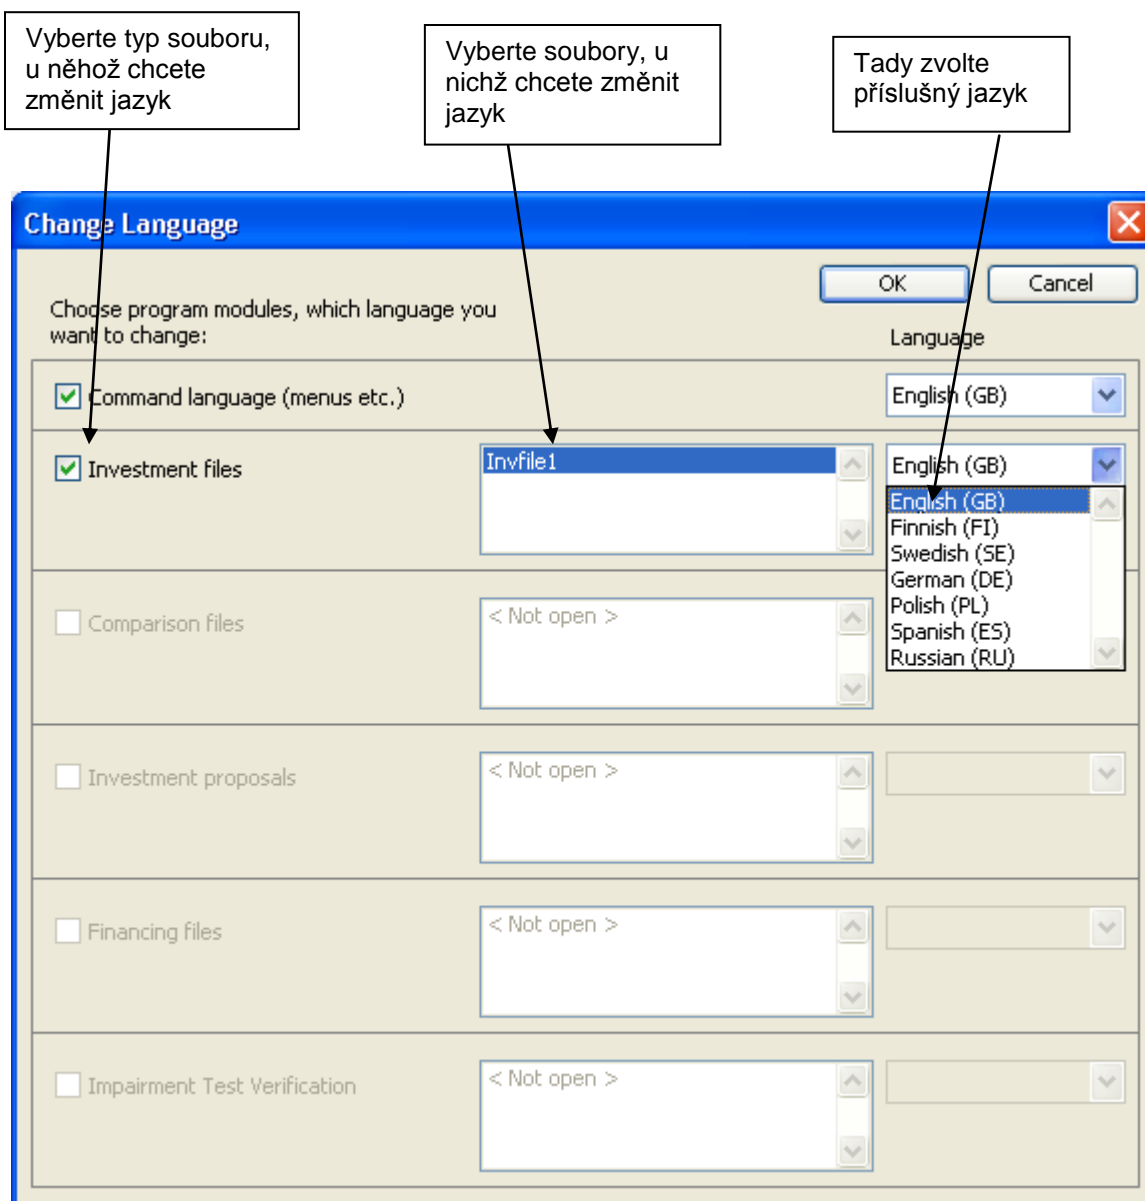 Vyberte typ souboru,
u něhož chcete
změnit jazyk
Vyberte soubory, u
nichž chcete změnit
jazyk
Tady zvolte
příslušný jazyk
Change Language
OK
Cancel
Choose program modules, which language you
want to change:
Language
Command language (menus etc.)
English (GB)
Investment files
Invfile1
English (GB)
English (GB)
Finnish (FI)
Swedish (SE)
German (DE)
Polish (PL)
Spanish (ES)
Russian (RU)
Comparison files
< Not open >
Investment proposals
< Not open >
Financing files
< Not open >
Impairment Test Verification
< Not open >